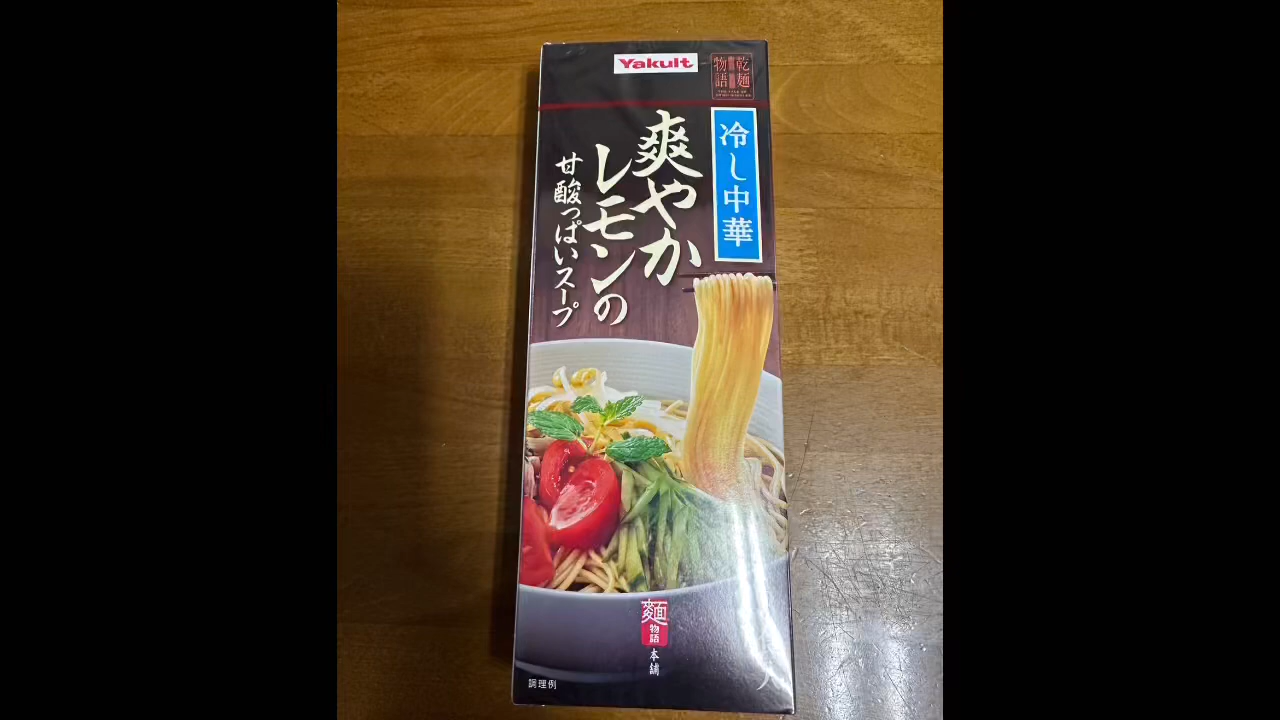 Yakult
乾麺
物語
冷し中華
爽やか
レモンの
甘酸っぱいスープ
麺
物語
本舗
調理例